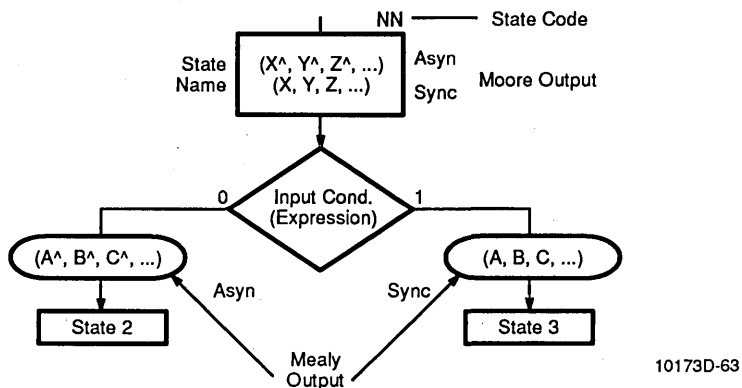 NN
State Code
State
Name
(X^, Y^, Z^, ...)
(X, Y, Z, ...)
Asyn
Sync
Moore Output
0
Input Cond.
(Expression)
1
(A^, B^, C^, ...)
(A, B, C, ...)
Asyn
Sync
State 2
State 3
Mealy
Output
10173D-63